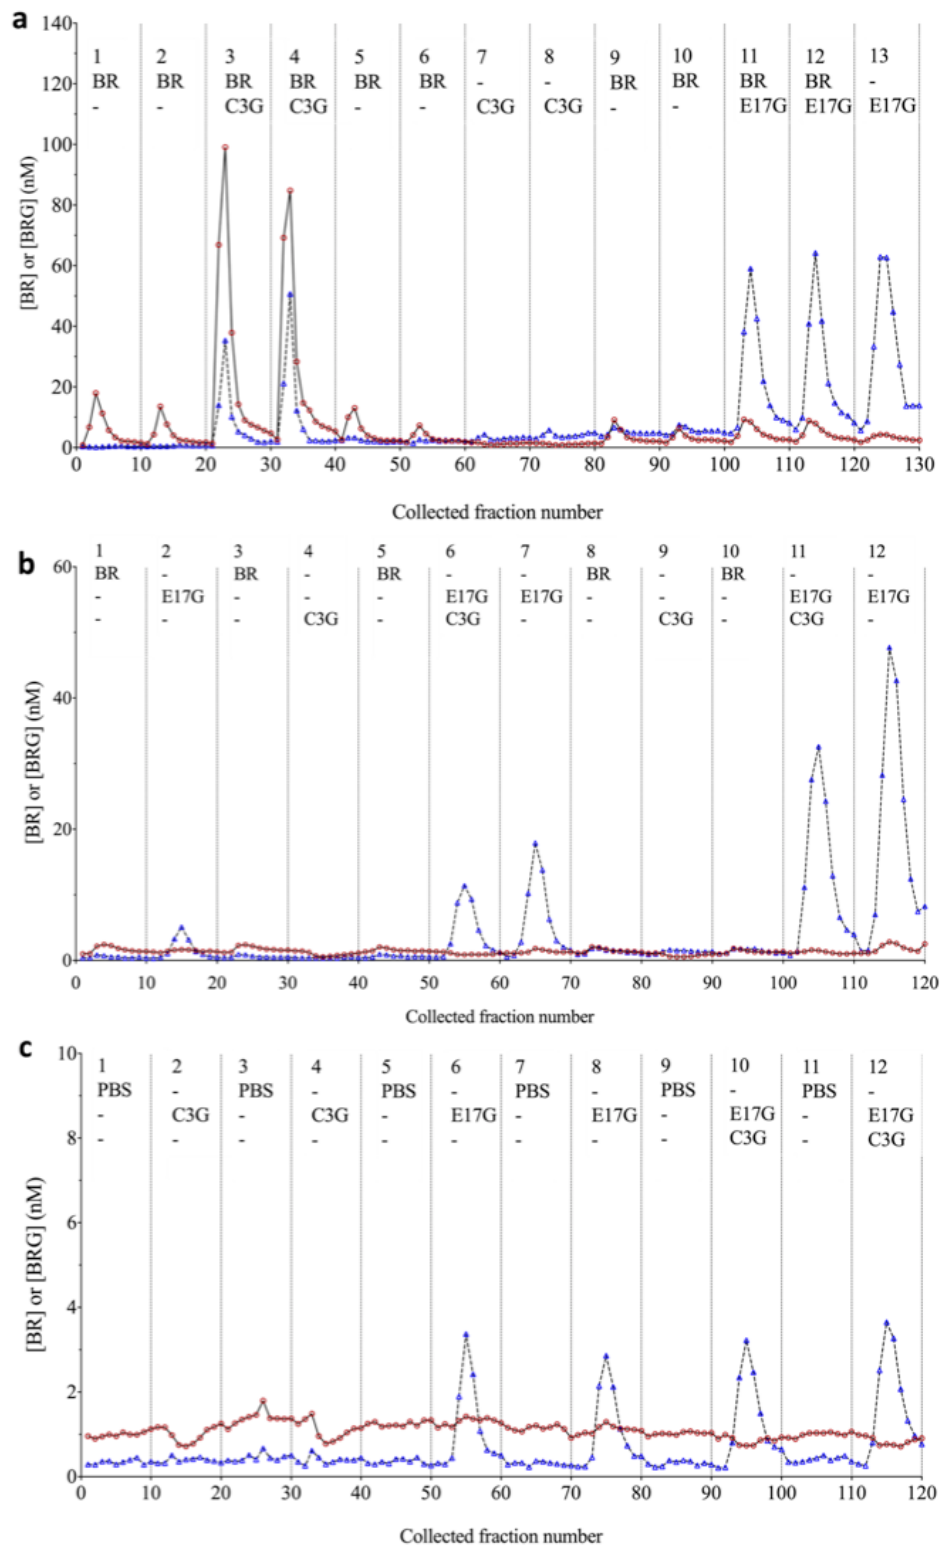 a
140
120
100
80
60
40
20
0
[BR] or [BRG] (nM)
1 2 3 4 5 6 7 8 9 10 11 12 13
BR BR BR BR BR BR - - BR BR BR BR -
- - C3G C3G - - C3G C3G - - E17G E17G E17G
0 10 20 30 40 50 60 70 80 90 100 110 120 130
Collected fraction number
b
60
40
20
0
[BR] or [BRG] (nM)
1 2 3 4 5 6 7 8 9 10 11 12
BR - BR - BR - - BR - BR - -
- E17G - - - E17G E17G - - - E17G E17G
- - - C3G - C3G - - C3G - C3G -
0 10 20 30 40 50 60 70 80 90 100 110 120
Collected fraction number
c
10
8
6
4
2
0
[BR] or [BRG] (nM)
1 2 3 4 5 6 7 8 9 10 11 12
PBS - PBS - PBS - PBS - PBS - PBS -
- C3G - C3G - E17G - E17G - E17G - E17G
- - - - - - - - - C3G - C3G
0 10 20 30 40 50 60 70 80 90 100 110 120
Collected fraction number